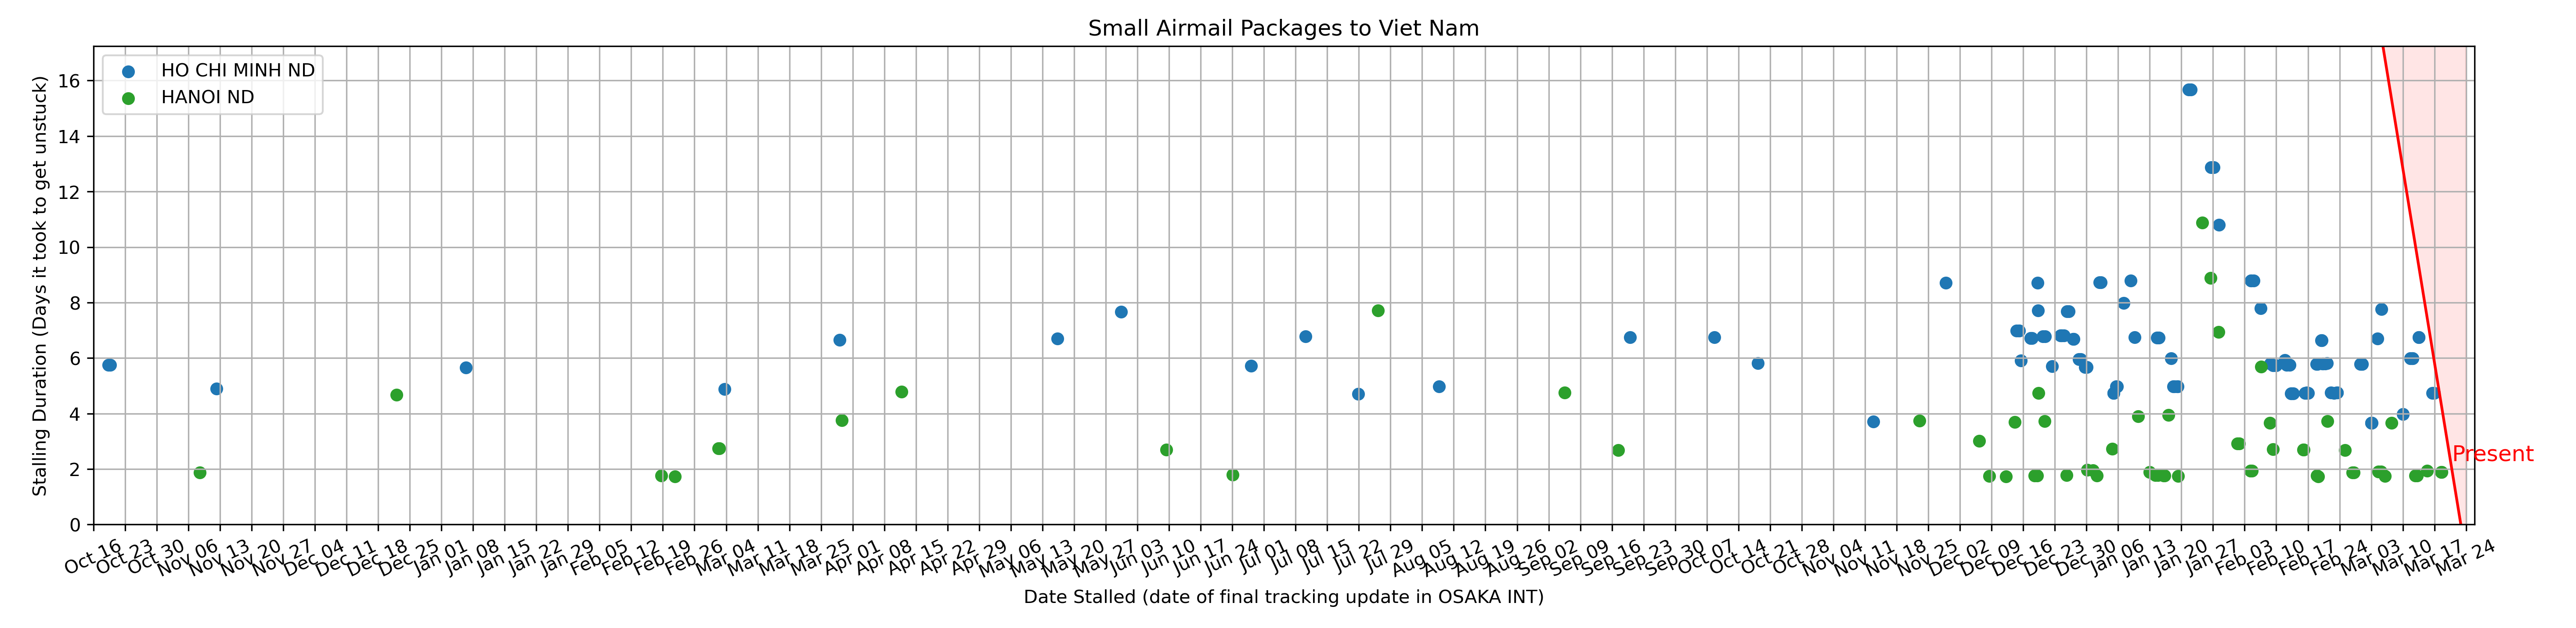 Small Airmail Packages to Viet Nam
HO CHI MINH ND
HANOI ND
Stalling Duration (Days it took to get unstuck)
16
14
12
10
8
6
4
2
0
Present
Oct 16 Oct 23 Oct 30 Nov 06 Nov 13 Nov 20 Nov 27 Dec 04 Dec 11 Dec 18 Dec 25 Jan 01 Jan 08 Jan 15 Jan 22 Jan 29 Feb 05 Feb 12 Feb 19 Feb 26 Mar 04 Mar 11 Mar 18 Mar 25 Apr 01 Apr 08 Apr 15 Apr 22 Apr 29 May 06 May 13 May 20 May 27 Jun 03 Jun 10 Jun 17 Jun 24 Jul 01 Jul 08 Jul 15 Jul 22 Jul 29 Aug 05 Aug 12 Aug 19 Aug 26 Sep 02 Sep 09 Sep 16 Sep 23 Sep 30 Oct 07 Oct 14 Oct 21 Oct 28 Nov 04 Nov 11 Nov 18 Nov 25 Dec 02 Dec 09 Dec 16 Dec 23 Dec 30 Jan 06 Jan 13 Jan 20 Jan 27 Feb 03 Feb 10 Feb 17 Feb 24 Mar 03 Mar 10 Mar 17 Mar 24
Date Stalled (date of final tracking update in OSAKA INT)